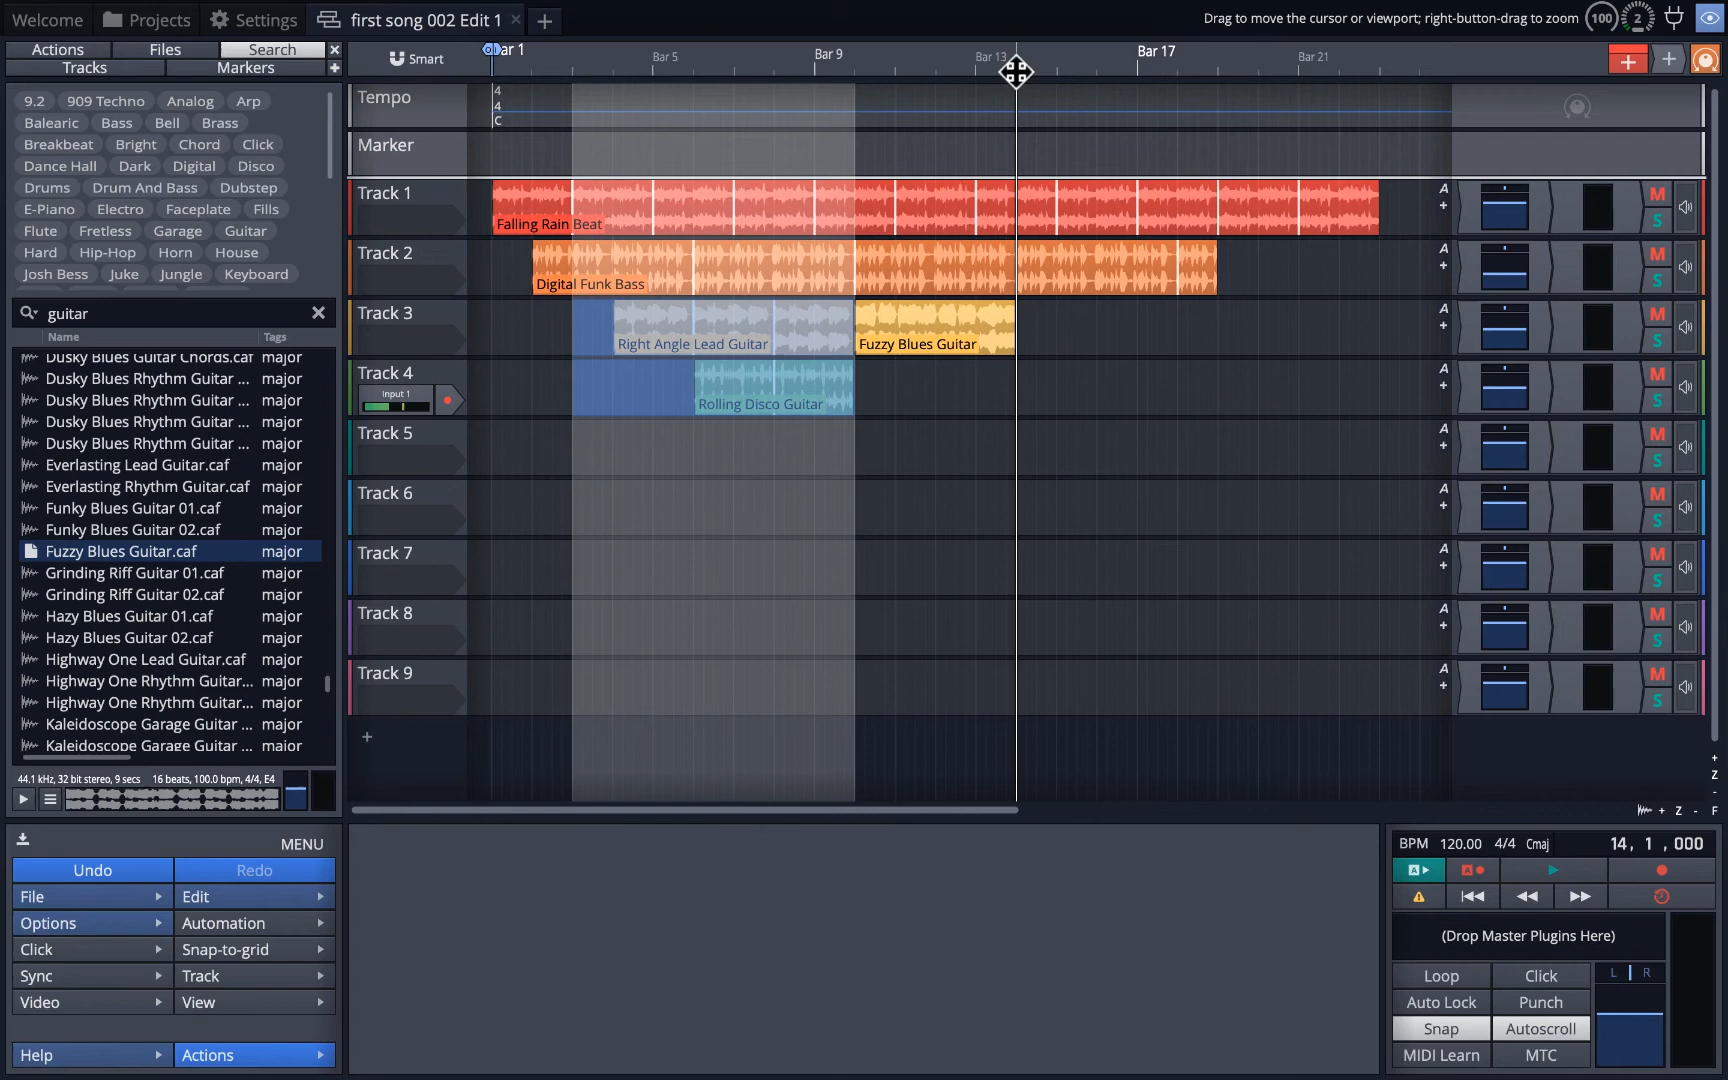 Welcome
Projects
Settings
first song 002 Edit 1
Drag to move the cursor or viewport; right-button-drag to zoom
100
2
Actions
Files
Search
Tracks
Markers
Smart
Bar 5
Bar 9
Bar 13
Bar 17
Bar 21
9.2
909 Techno
Analog
Arp
Balearic
Bass
Bell
Brass
Breakbeat
Bright
Chord
Click
Dance Hall
Dark
Digital
Disco
Drums
Drum And Bass
Dubstep
E-Piano
Electro
Faceplate
Fills
Flute
Fretless
Garage
Guitar
Hard
Hip-Hop
Horn
House
Josh Bess
Juke
Jungle
Keyboard
guitar
Name
Tags
Dusky Blues Guitar Chords.caf major
Dusky Blues Rhythm Guitar ... major
Dusky Blues Rhythm Guitar ... major
Dusky Blues Rhythm Guitar ... major
Dusky Blues Rhythm Guitar ... major
Everlasting Lead Guitar.caf major
Everlasting Rhythm Guitar.caf major
Funky Blues Guitar 01.caf major
Funky Blues Guitar 02.caf major
Fuzzy Blues Guitar.caf major
Grinding Riff Guitar 01.caf major
Grinding Riff Guitar 02.caf major
Hazy Blues Guitar 01.caf major
Hazy Blues Guitar 02.caf major
Highway One Lead Guitar.caf major
Highway One Rhythm Guitar... major
Highway One Rhythm Guitar... major
Kaleidoscope Garage Guitar ... major
Kaleidoscope Garage Guitar ... major
44.1 kHz, 32 bit stereo, 9 secs
16 beats, 100.0 bpm, 4/4, E4
Tempo
4
4
C
Marker
Track 1
Falling Rain Beat
A
M
S
Track 2
Digital Funk Bass
A
M
S
Track 3
Right Angle Lead Guitar
Fuzzy Blues Guitar
A
M
S
Track 4
Input 1
Rolling Disco Guitar
A
M
S
Track 5
A
M
S
Track 6
A
M
S
Track 7
A
M
S
Track 8
A
M
S
Track 9
A
M
S
+
Z
-
+ Z - F
MENU
Undo
Redo
File
Edit
Options
Automation
Click
Snap-to-grid
Sync
Track
Video
View
Help
Actions
BPM 120.00 4/4 Cmaj
14, 1 , 000
A
A
(Drop Master Plugins Here)
Loop
Click
L R
Auto Lock
Punch
Snap
Autoscroll
MIDI Learn
MTC